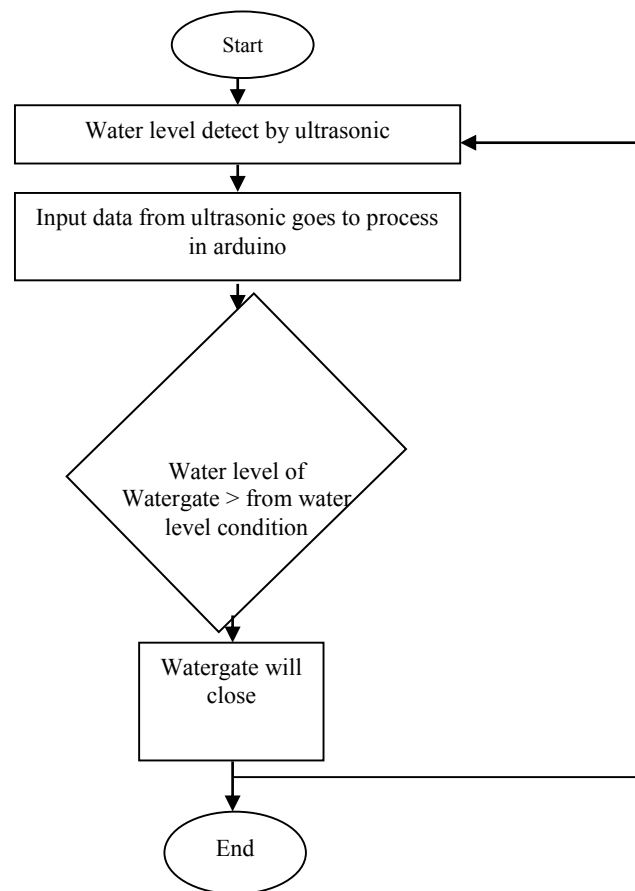 Start
Water level detect by ultrasonic
Input data from ultrasonic goes to process
in arduino
Water level of
Watergate > from water
level condition
Watergate will
close
End